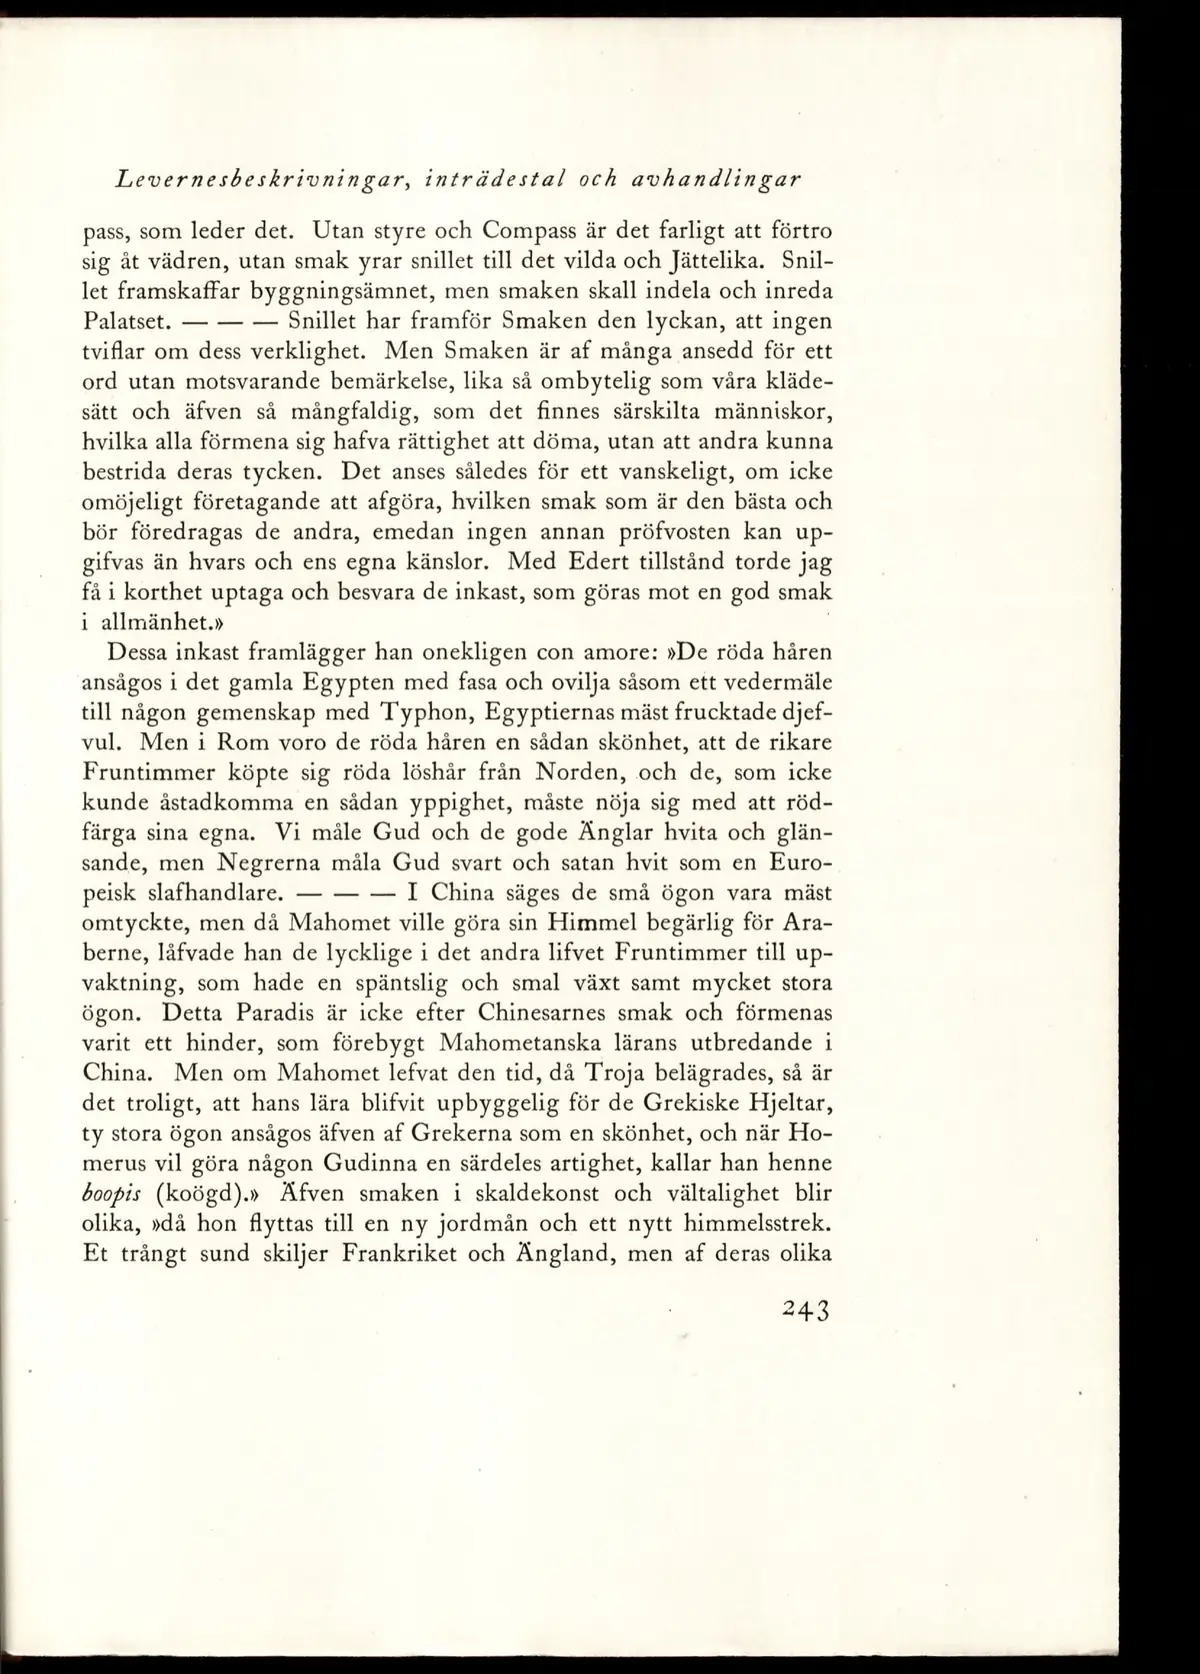 Levernesbeskrivningar, inträdestal och avhandlingar
pass, som leder det. Utan styre och Compass är det farligt att förtro
sig åt vädren, utan smak yrar snillet till det vilda och Jättelika. Snil-
let framskaffar byggningsämnet, men smaken skall indela och inreda
Palatset. — — — Snillet har framför Smaken den lyckan, att ingen
tviflar om dess verklighet. Men Smaken är af många ansedd för ett
ord utan motsvarande bemärkelse, lika så ombytelig som våra kläde-
sätt och äfven så mångfaldig, som det finnes särskilta människor,
hvilka alla förmena sig hafva rättighet att döma, utan att andra kunna
bestrida deras tycken. Det anses således för ett vanskeligt, om icke
omöjeligt företagande att afgöra, hvilken smak som är den bästa och
bör föredragas de andra, emedan ingen annan pröfvosten kan up-
gifvas än hvars och ens egna känslor. Med Edert tillstånd torde jag
få i korthet uptaga och besvara de inkast, som göras mot en god smak
i allmänhet.»
Dessa inkast framlägger han onekligen con amore: »De röda håren
ansågos i det gamla Egypten med fasa och ovilja såsom ett vedermäle
till någon gemenskap med Typhon, Egyptiernas mäst frucktade djef-
vul. Men i Rom voro de röda håren en sådan skönhet, att de rikare
Fruntimmer köpte sig röda löshår från Norden, och de, som icke
kunde åstadkomma en sådan yppighet, måste nöja sig med att röd-
färga sina egna. Vi måle Gud och de gode Änglar hvita och glän-
sande, men Negrerna måla Gud svart och satan hvit som en Euro-
peisk slafhandlare. — — — I China säges de små ögon vara mäst
omtyckte, men då Mahomet ville göra sin Himmel begärlig för Ara-
berne, låfvade han de lycklige i det andra lifvet Fruntimmer till up-
vaktning, som hade en späntslig och smal växt samt mycket stora
ögon. Detta Paradis är icke efter Chinesarnes smak och förmenas
varit ett hinder, som förebygt Mahometanska lärans utbredande i
China. Men om Mahomet lefvat den tid, då Troja belägrades, så är
det troligt, att hans lära blifvit upbyggelig för de Grekiske Hjeltar,
ty stora ögon ansågos äfven af Grekerna som en skönhet, och när Ho-
merus vil göra någon Gudinna en särdeles artighet, kallar han henne
boopis (koögd).» Äfven smaken i skaldekonst och vältalighet blir
olika, »då hon flyttas till en ny jordmån och ett nytt himmelsstrek.
Et trångt sund skiljer Frankriket och Ängland, men af deras olika
243